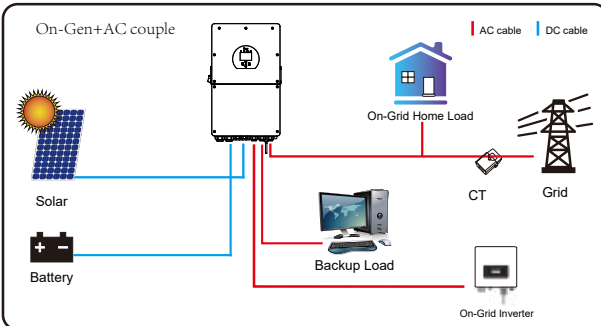 On-Gen+AC couple
AC cable
DC cable
On-Grid Home Load
Solar
CT
Grid
Battery
Backup Load
On-Grid Inverter